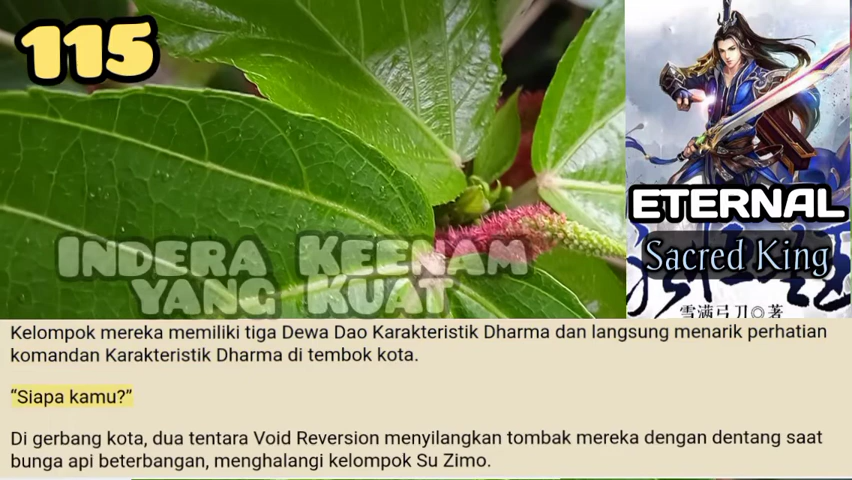 115
INDERA KEENAM
YANG KUAT
ETERNAL
Sacred King
雪满弓刀◎著
Kelompok mereka memiliki tiga Dewa Dao Karakteristik Dharma dan langsung menarik perhatian
komandan Karakteristik Dharma di tembok kota.
“Siapa kamu?”
Di gerbang kota, dua tentara Void Reversion menyilangkan tombak mereka dengan dentang saat
bunga api beterbangan, menghalangi kelompok Su Zimo.